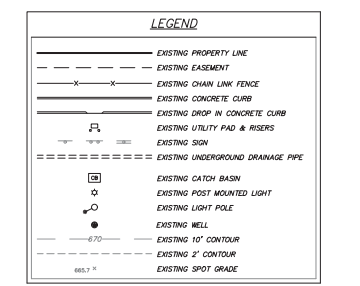 LEGEND
EXISTING PROPERTY LINE
EXISTING EASEMENT
X X EXISTING CHAIN LINK FENCE
EXISTING CONCRETE CURB
EXISTING DROP IN CONCRETE CURB
EXISTING UTILITY PAD & RISERS
EXISTING SIGN
EXISTING UNDERGROUND DRAINAGE PIPE
CB EXISTING CATCH BASIN
EXISTING POST MOUNTED LIGHT
EXISTING LIGHT POLE
EXISTING WELL
670 EXISTING 10' CONTOUR
EXISTING 2' CONTOUR
665.7 X EXISTING SPOT GRADE